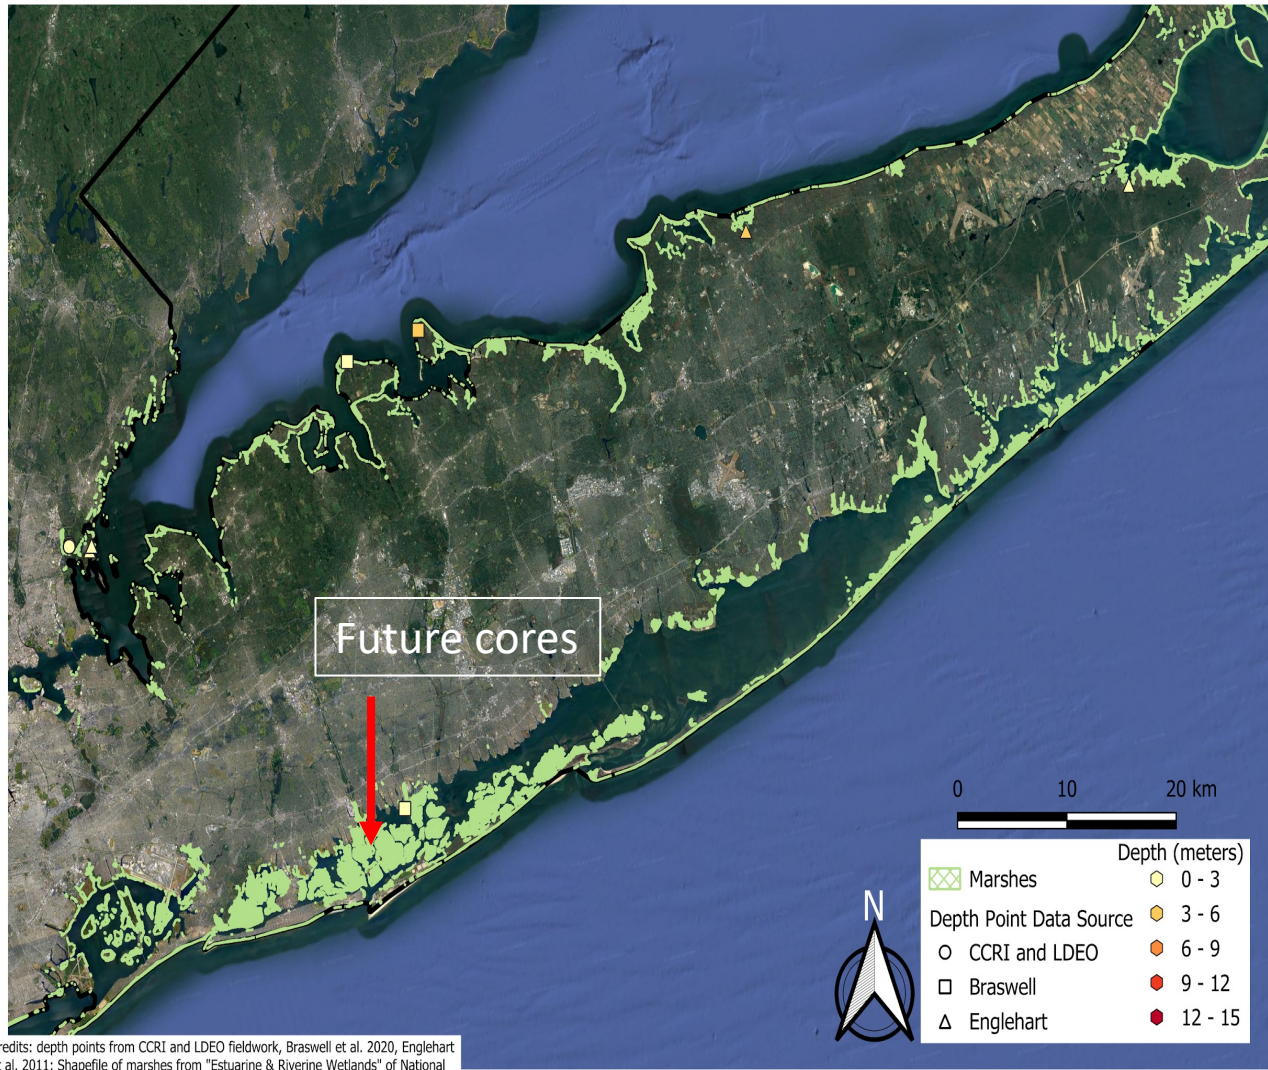 Future cores
0 10 20 km
Depth (meters)
Marshes
0 - 3
Depth Point Data Source
3 - 6
CCRI and LDEO
6 - 9
Braswell
9 - 12
Englehart
12 - 15
N
redits: depth points from CCRI and LDEO fieldwork, Braswell et al. 2020, Englehart
t al. 2011; Shapefile of marshes from "Estuarine & Riverine Wetlands" of National